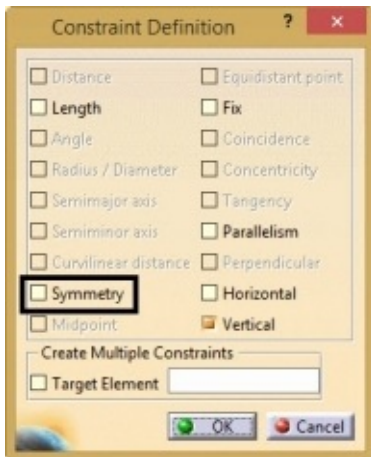 Constraint Definition ? ×
Distance
Equidistant point
Length
Fix
Angle
Coincidence
Radius / Diameter
Concentricity
Semimajor axis
Tangency
Semiminor axis
Parallelism
Curvilinear distance
Perpendicular
Symmetry
Horizontal
Midpoint
Vertical
Create Multiple Constraints
Target Element
OK
Cancel